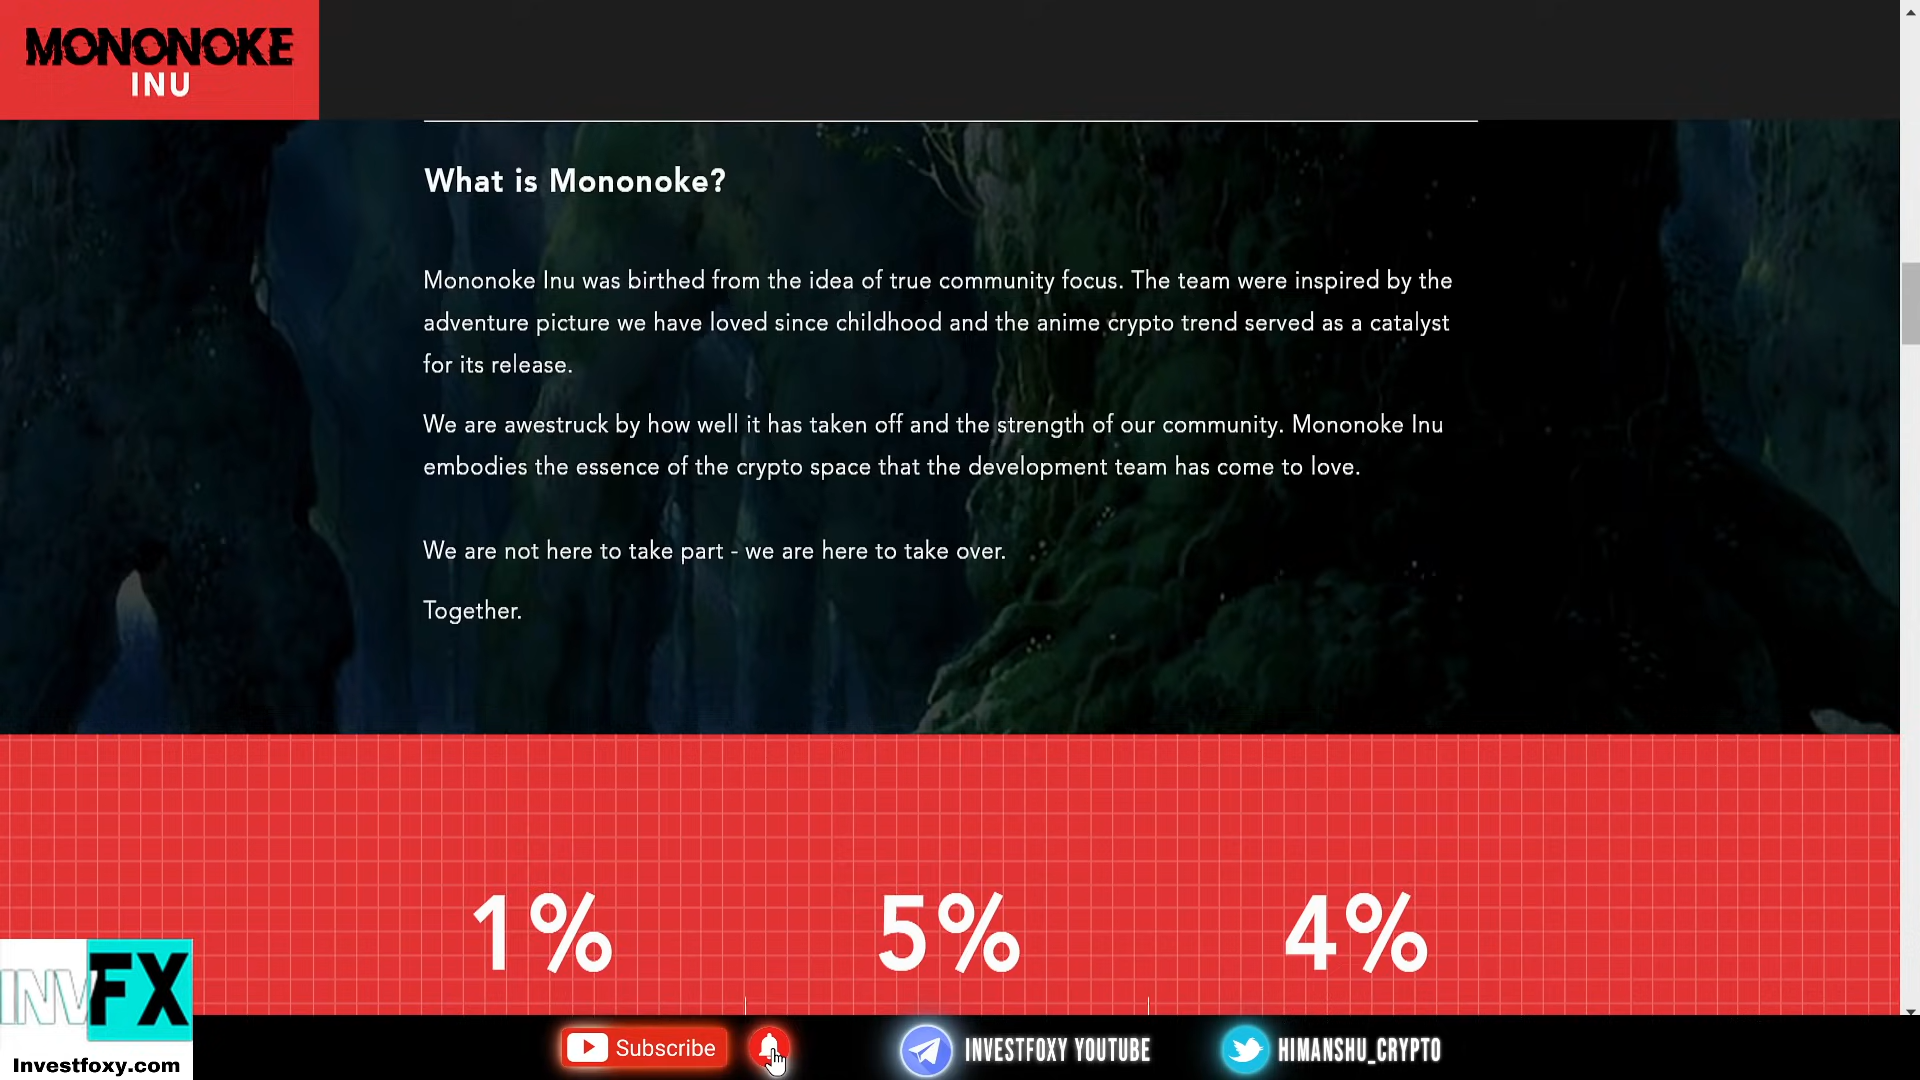 MONONOKE
INU
What is Mononoke?
Mononoke Inu was birthed from the idea of true community focus. The team were inspired by the
adventure picture we have loved since childhood and the anime crypto trend served as a catalyst
for its release.
We are awestruck by how well it has taken off and the strength of our community. Mononoke Inu
embodies the essence of the crypto space that the development team has come to love.
We are not here to take part - we are here to take over.
Together.
1% 5% 4%
INVFX
Investfoxy.com
Subscribe
INVESTFOXY YOUTUBE
HIMANSHU_CRYPTO